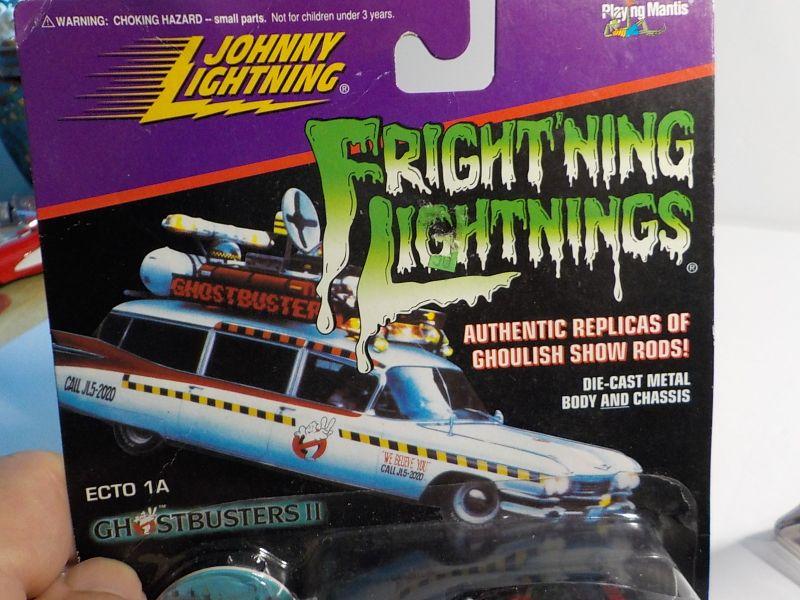 ⚠WARNING: CHOKING HAZARD -- small parts. Not for children under 3 years.
Playing Mantis
JOHNNY
LIGHTNING®
FRIGHT'NING
LIGHTNINGS®
GHOSTBUSTER
AUTHENTIC REPLICAS OF
GHOULISH SHOW RODS!
DIE-CAST METAL
BODY AND CHASSIS
CALL JL5-2020
"WE BELIEVE YOU"
CALL JL5-2020
ECTO 1A
GHOSTBUSTERS II